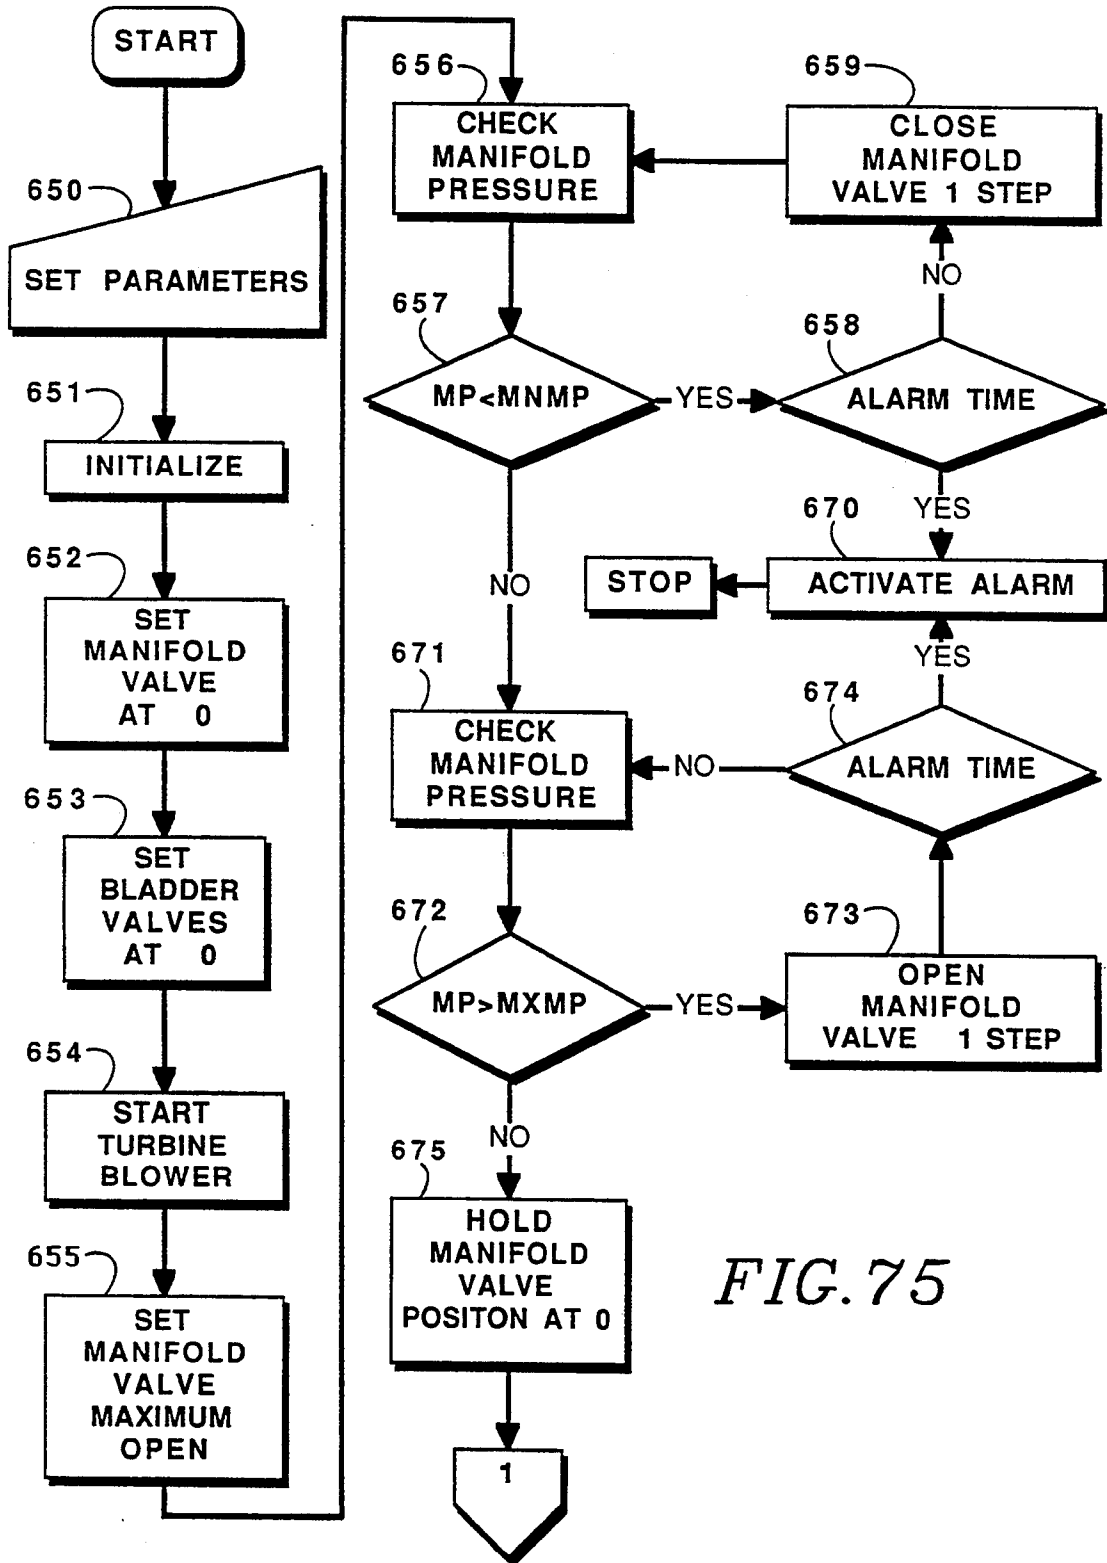 START
650
SET PARAMETERS
651
INITIALIZE
652
SET
MANIFOLD
VALVE
AT 0
653
SET
BLADDER
VALVES
AT 0
654
START
TURBINE
BLOWER
655
SET
MANIFOLD
VALVE
MAXIMUM
OPEN
656
CHECK
MANIFOLD
PRESSURE
659
CLOSE
MANIFOLD
VALVE 1 STEP
NO
657
MP<MNMP
YES
658
ALARM TIME
YES
NO
670
ACTIVATE ALARM
STOP
YES
671
CHECK
MANIFOLD
PRESSURE
NO
674
ALARM TIME
672
MP>MXMP
YES
673
OPEN
MANIFOLD
VALVE 1 STEP
NO
675
HOLD
MANIFOLD
VALVE
POSITON AT 0
1
FIG.75